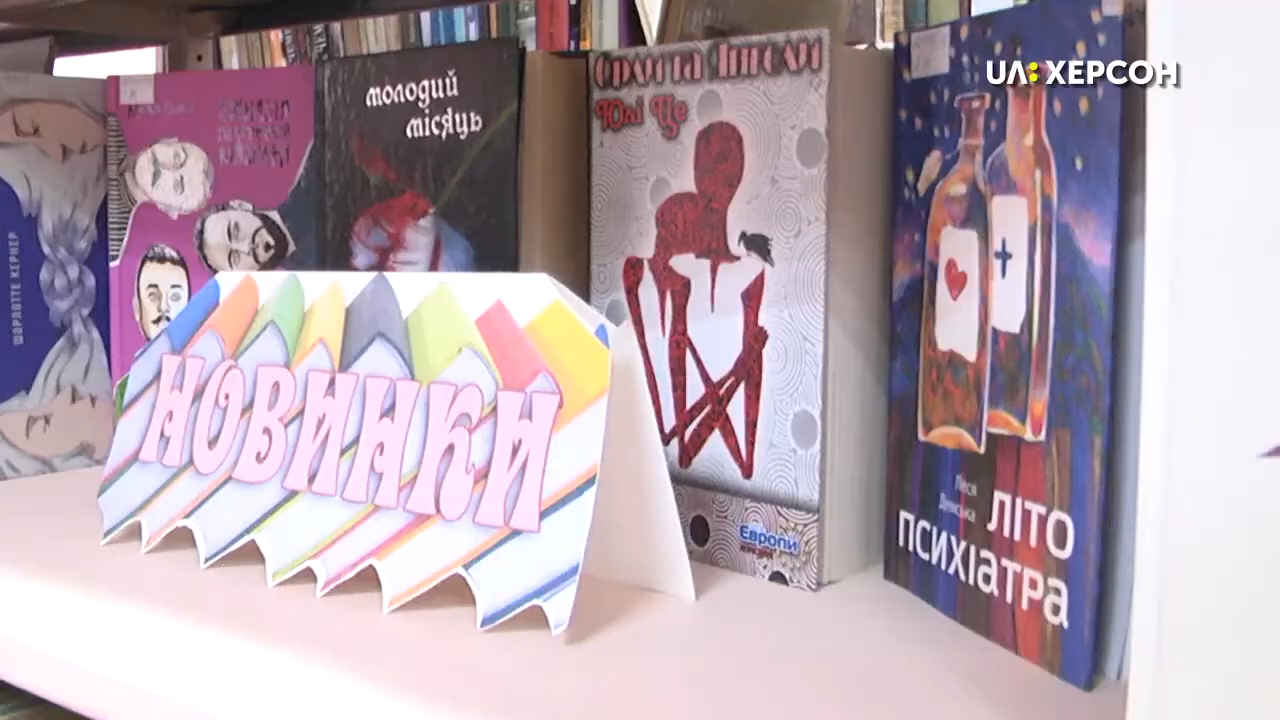 UA:ХЕРСОН
ШАРЛОТТЕ КЕРНЕР
молодий
місяць
Юлі Це
Європи
Леся
Демська
ЛІТО
ПСИХІАТРА
НОВИНКИ